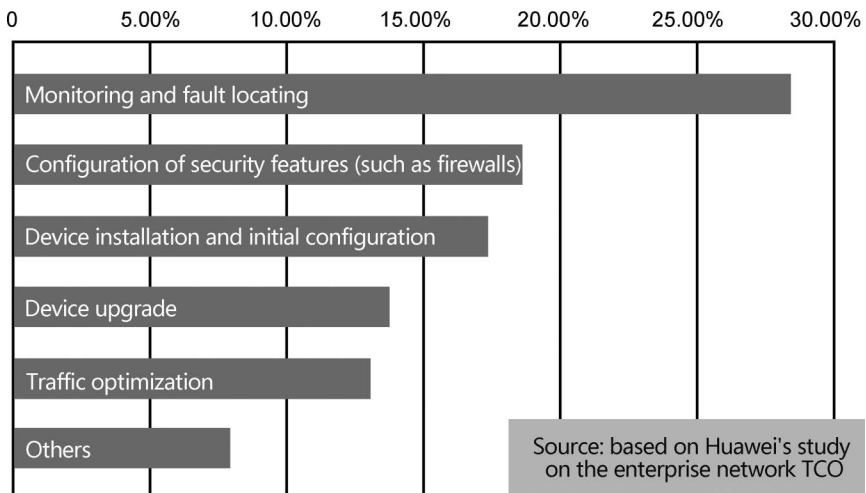 0 5.00% 10.00% 15.00% 20.00% 25.00% 30.00%
Monitoring and fault locating
Configuration of security features (such as firewalls)
Device installation and initial configuration
Device upgrade
Traffic optimization
Others
Source: based on Huawei's study
on the enterprise network TCO